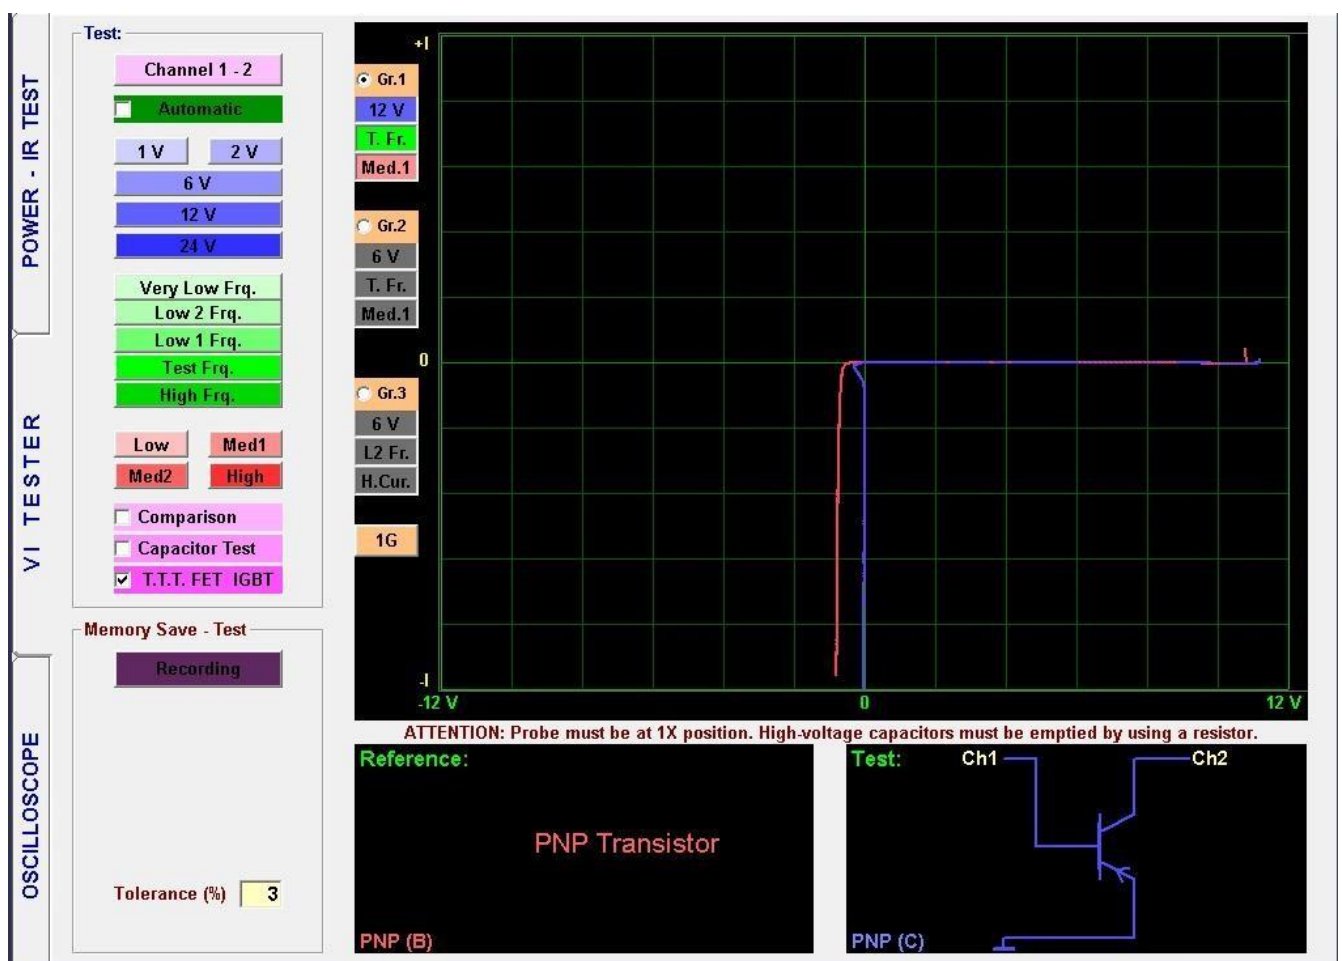 POWER - IR TEST
VI TESTER
OSCILLOSCOPE
Test:
Channel 1 - 2
Automatic
1 V
2 V
6 V
12 V
24 V
Very Low Frq.
Low 2 Frq.
Low 1 Frq.
Test Frq.
High Frq.
Low
Med1
Med2
High
Comparison
Capacitor Test
T.T.T. FET IGBT
Memory Save - Test
Recording
Tolerance (%) 3
+I
Gr.1
12 V
T. Fr.
Med.1
Gr.2
6 V
T. Fr.
Med.1
0
Gr.3
6 V
L2 Fr.
H.Cur.
1G
-I
-12 V
0
12 V
ATTENTION: Probe must be at 1X position. High-voltage capacitors must be emptied by using a resistor.
Reference:
PNP Transistor
PNP (B)
Test:
Ch1
Ch2
PNP (C)